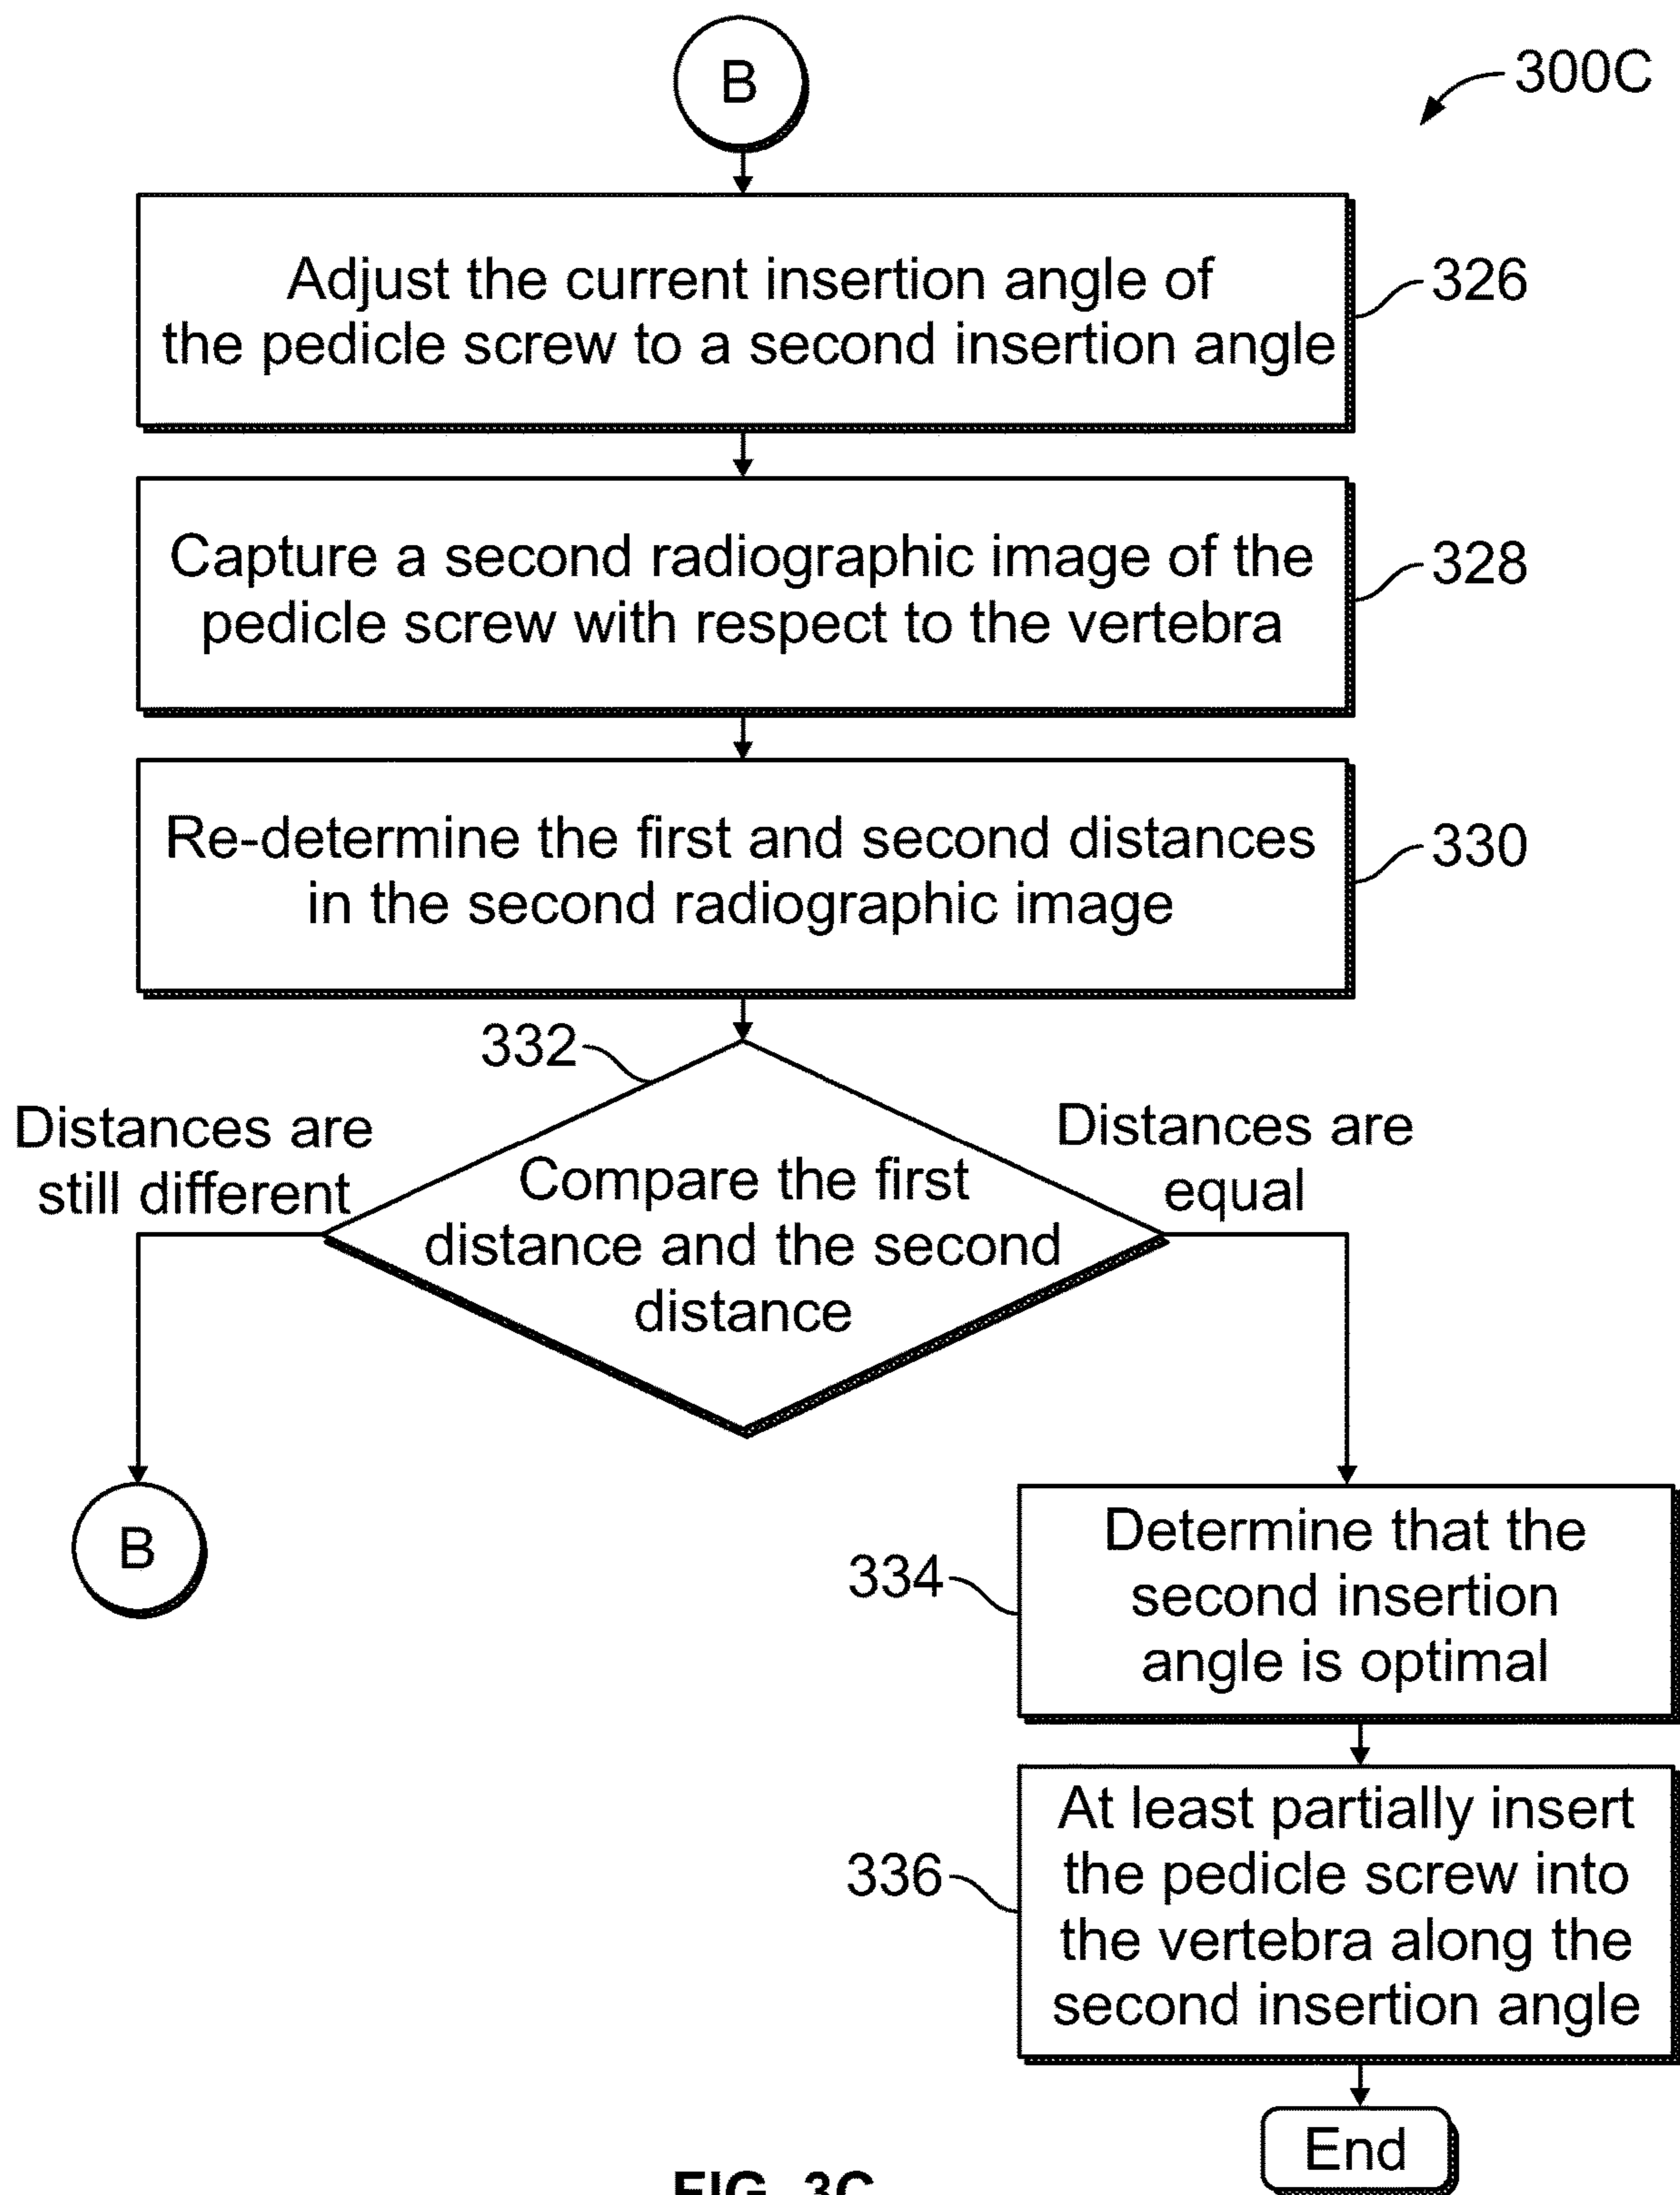 B
300C
Adjust the current insertion angle of
the pedicle screw to a second insertion angle
326
Capture a second radiographic image of the
pedicle screw with respect to the vertebra
328
Re-determine the first and second distances
in the second radiographic image
330
332
Distances are
still different
Compare the first
distance and the second
distance
Distances are
equal
B
334
Determine that the
second insertion
angle is optimal
336
At least partially insert
the pedicle screw into
the vertebra along the
second insertion angle
End
FIG. 3C